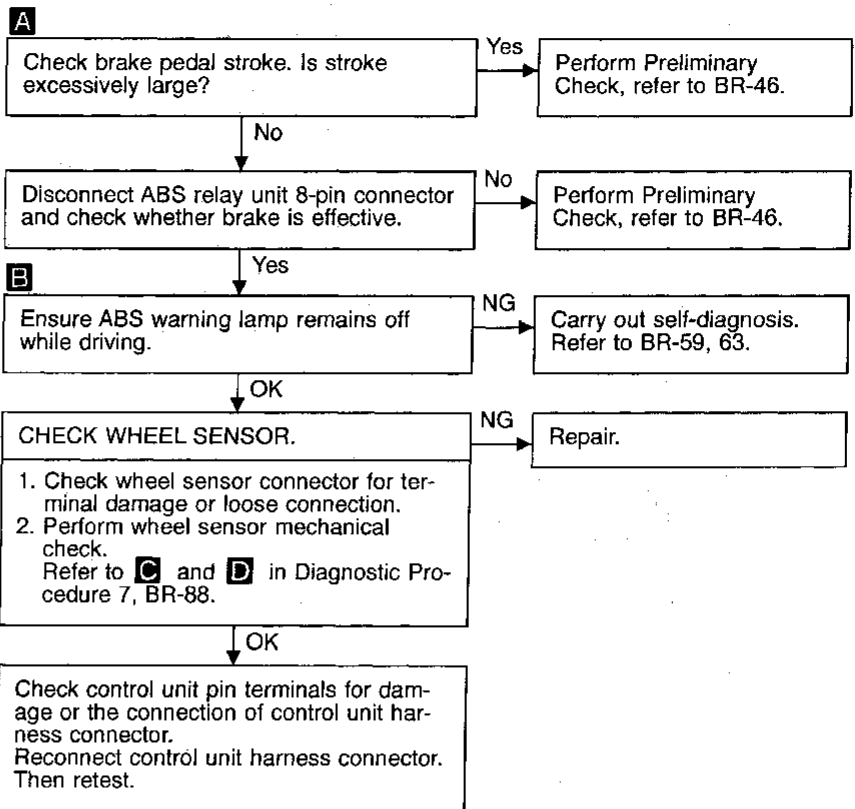 A
Check brake pedal stroke. Is stroke
excessively large?
Yes
Perform Preliminary
Check, refer to BR-46.
No
Disconnect ABS relay unit 8-pin connector
and check whether brake is effective.
No
Perform Preliminary
Check, refer to BR-46.
Yes
B
Ensure ABS warning lamp remains off
while driving.
NG
Carry out self-diagnosis.
Refer to BR-59, 63.
OK
CHECK WHEEL SENSOR.
NG
Repair.
1. Check wheel sensor connector for ter-
minal damage or loose connection.
2. Perform wheel sensor mechanical
check.
Refer to C and D in Diagnostic Pro-
cedure 7, BR-88.
OK
Check control unit pin terminals for dam-
age or the connection of control unit har-
ness connector.
Reconnect control unit harness connector.
Then retest.